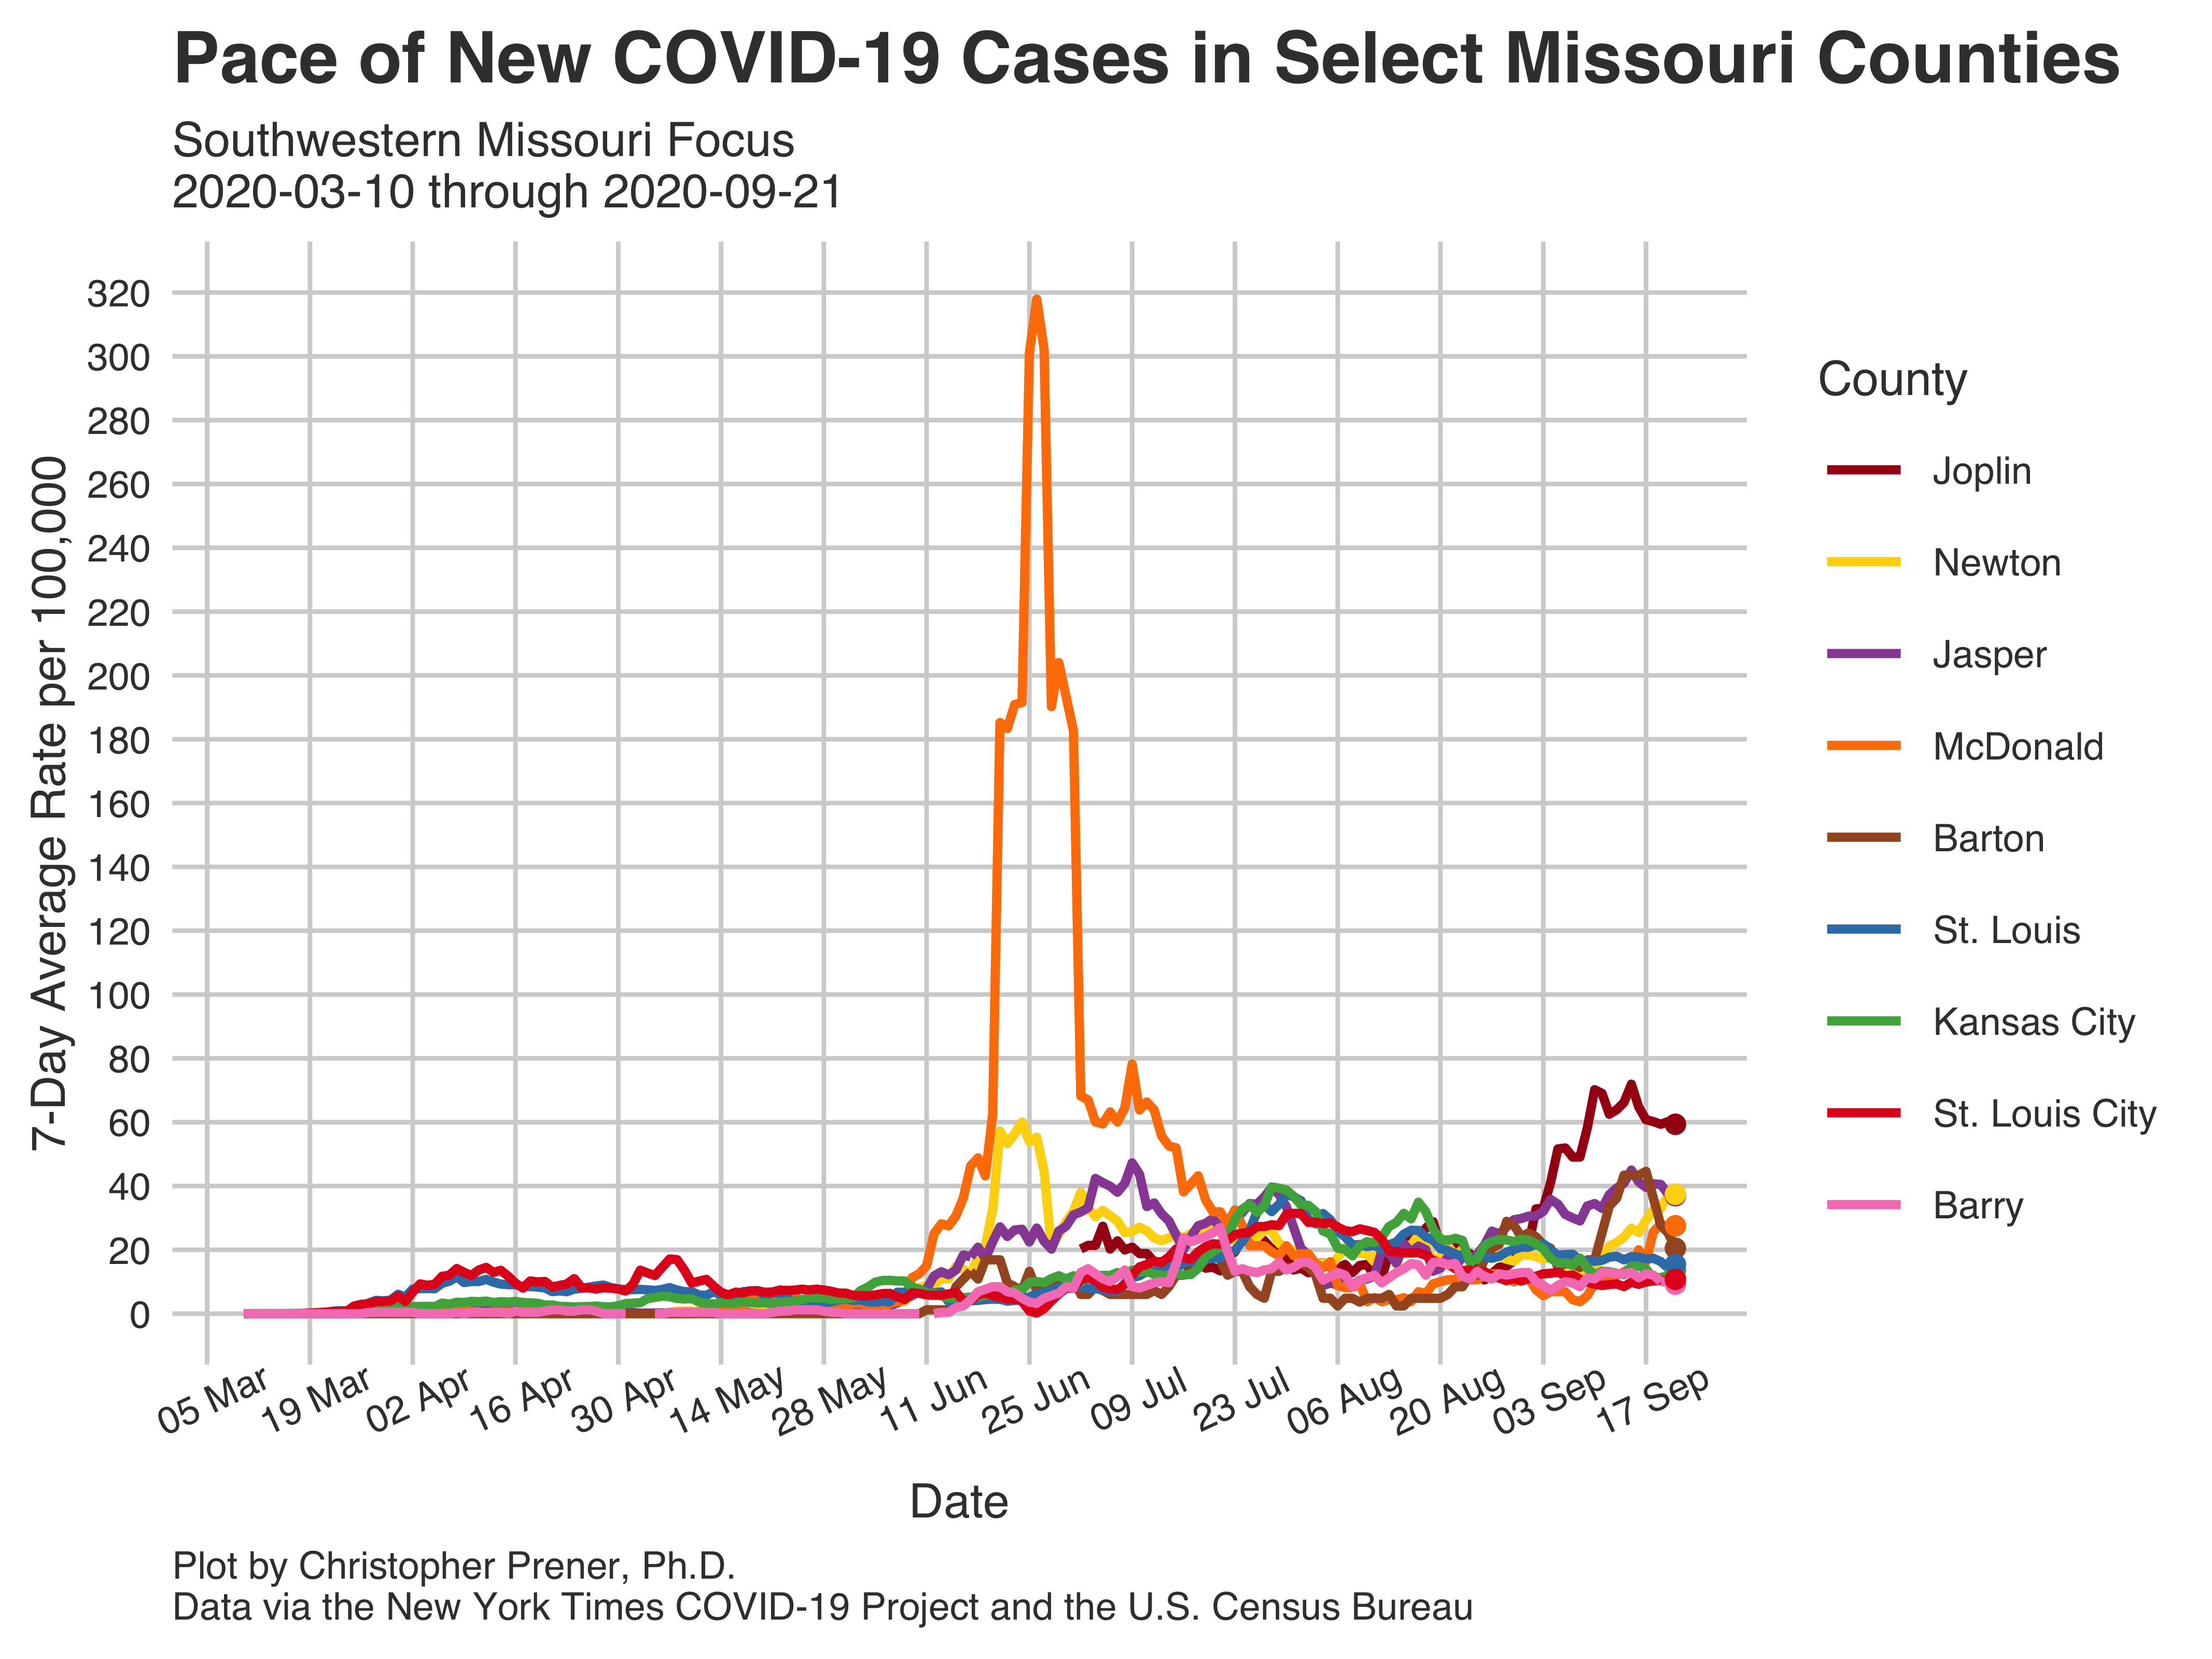 Pace of New COVID-19 Cases in Select Missouri Counties
Southwestern Missouri Focus
2020-03-10 through 2020-09-21
7-Day Average Rate per 100,000
320
300
280
260
240
220
200
180
160
140
120
100
80
60
40
20
0
05 Mar
19 Mar
02 Apr
16 Apr
30 Apr
14 May
28 May
11 Jun
25 Jun
09 Jul
23 Jul
06 Aug
20 Aug
03 Sep
17 Sep
Date
County
Joplin
Newton
Jasper
McDonald
Barton
St. Louis
Kansas City
St. Louis City
Barry
Plot by Christopher Prener, Ph.D.
Data via the New York Times COVID-19 Project and the U.S. Census Bureau